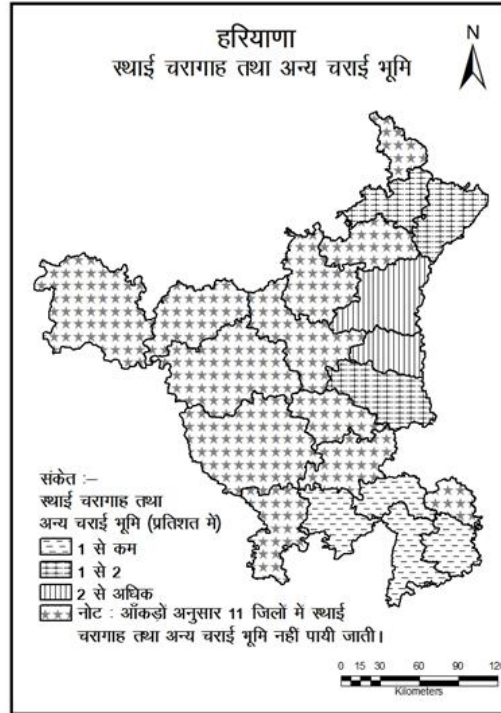 हरियाणा
स्थाई चरागाह तथा अन्य चराई भूमि
N
संकेत :–
स्थाई चरागाह तथा
अन्य चराई भूमि (प्रतिशत में)
1 से कम
1 से 2
2 से अधिक
नोट : आँकड़ों अनुसार 11 जिलों में स्थाई
चरागाह तथा अन्य चराई भूमि नहीं पायी जाती।
0 15 30 60 90 120
Kilometers